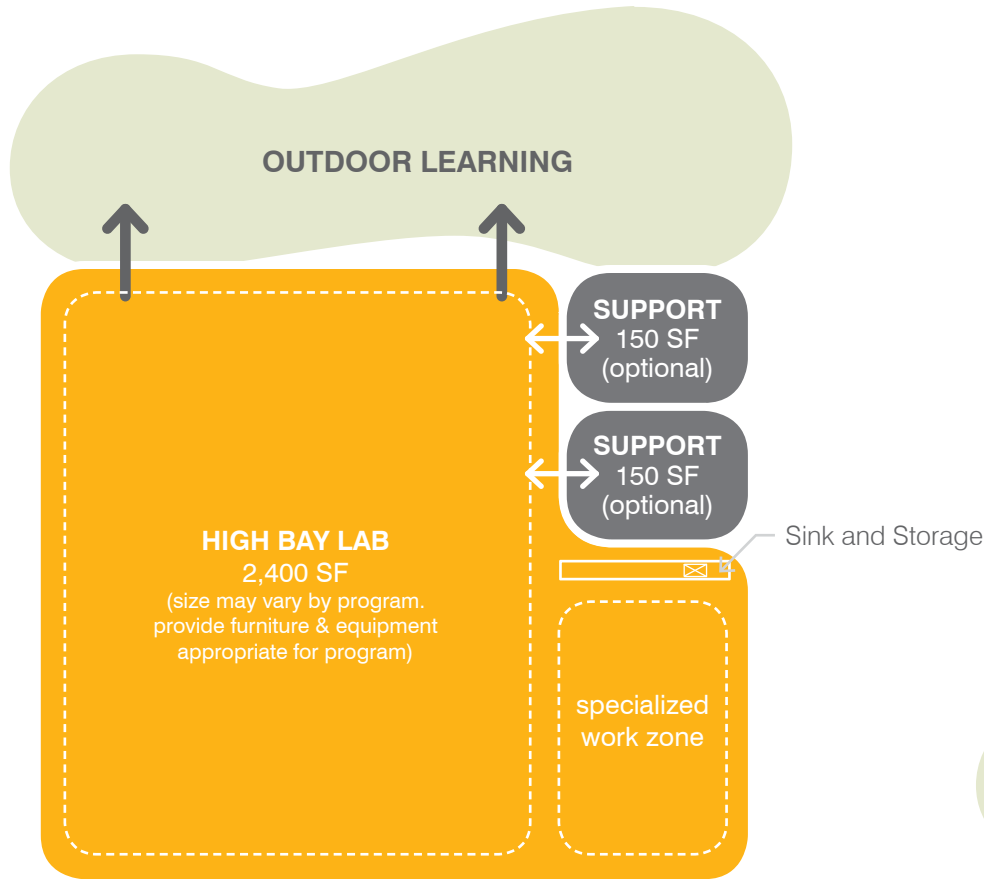 OUTDOOR LEARNING
SUPPORT
150 SF
(optional)
SUPPORT
150 SF
(optional)
Sink and Storage
HIGH BAY LAB
2,400 SF
(size may vary by program.
provide furniture & equipment
appropriate for program)
specialized
work zone